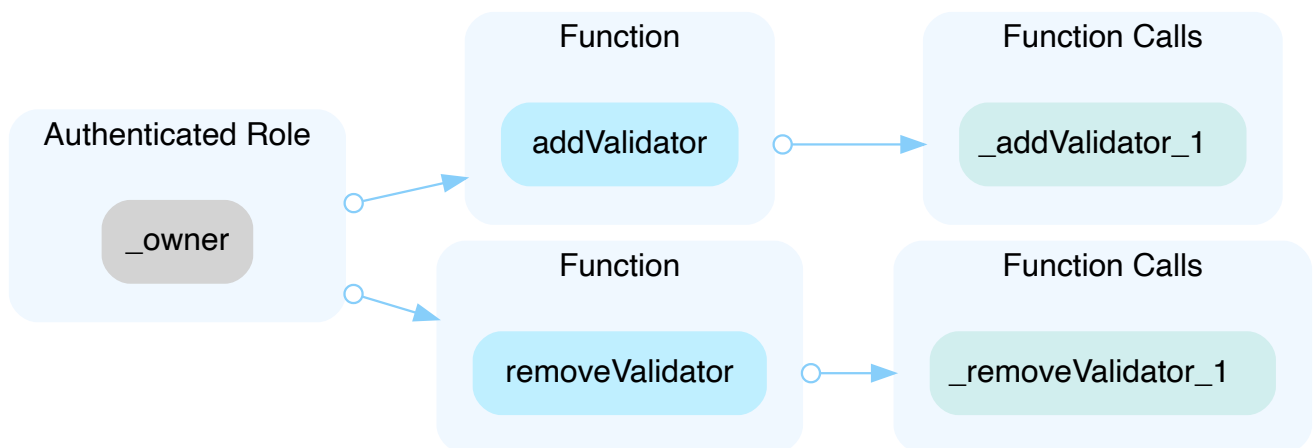 Authenticated Role
_owner
Function
addValidator
Function Calls
_addValidator_1
Function
removeValidator
Function Calls
_removeValidator_1